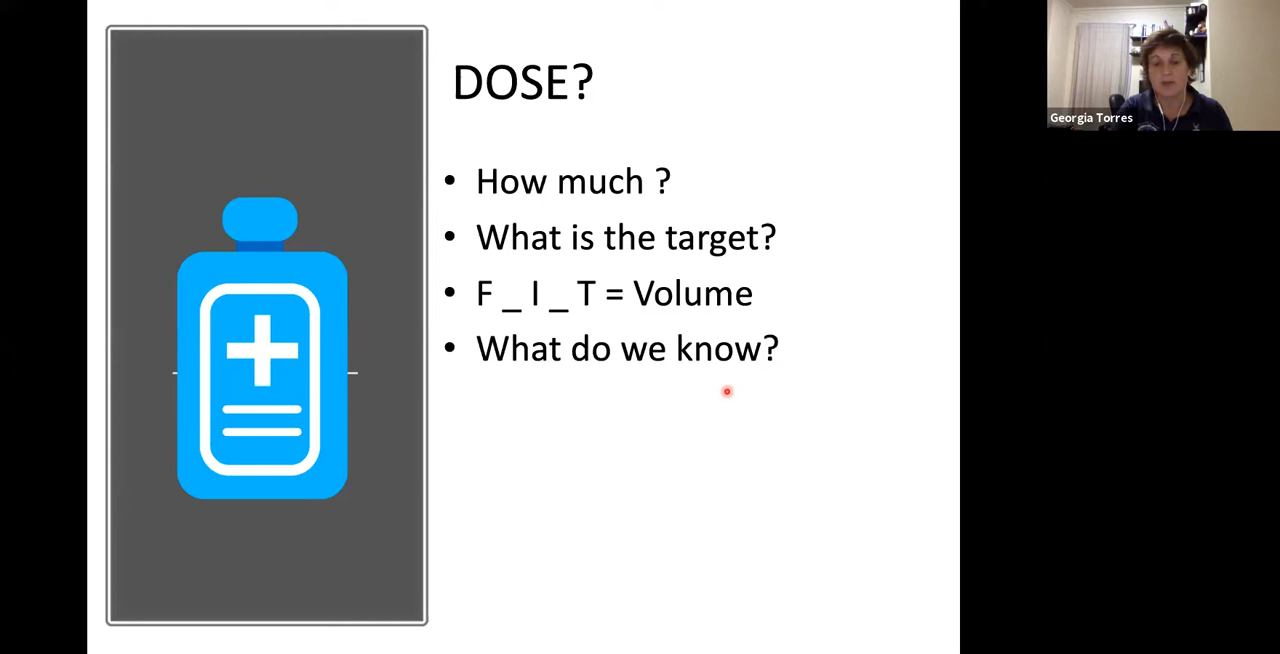 DOSE?
• How much ?
• What is the target?
• F _ I _ T = Volume
• What do we know?
Georgia Torres